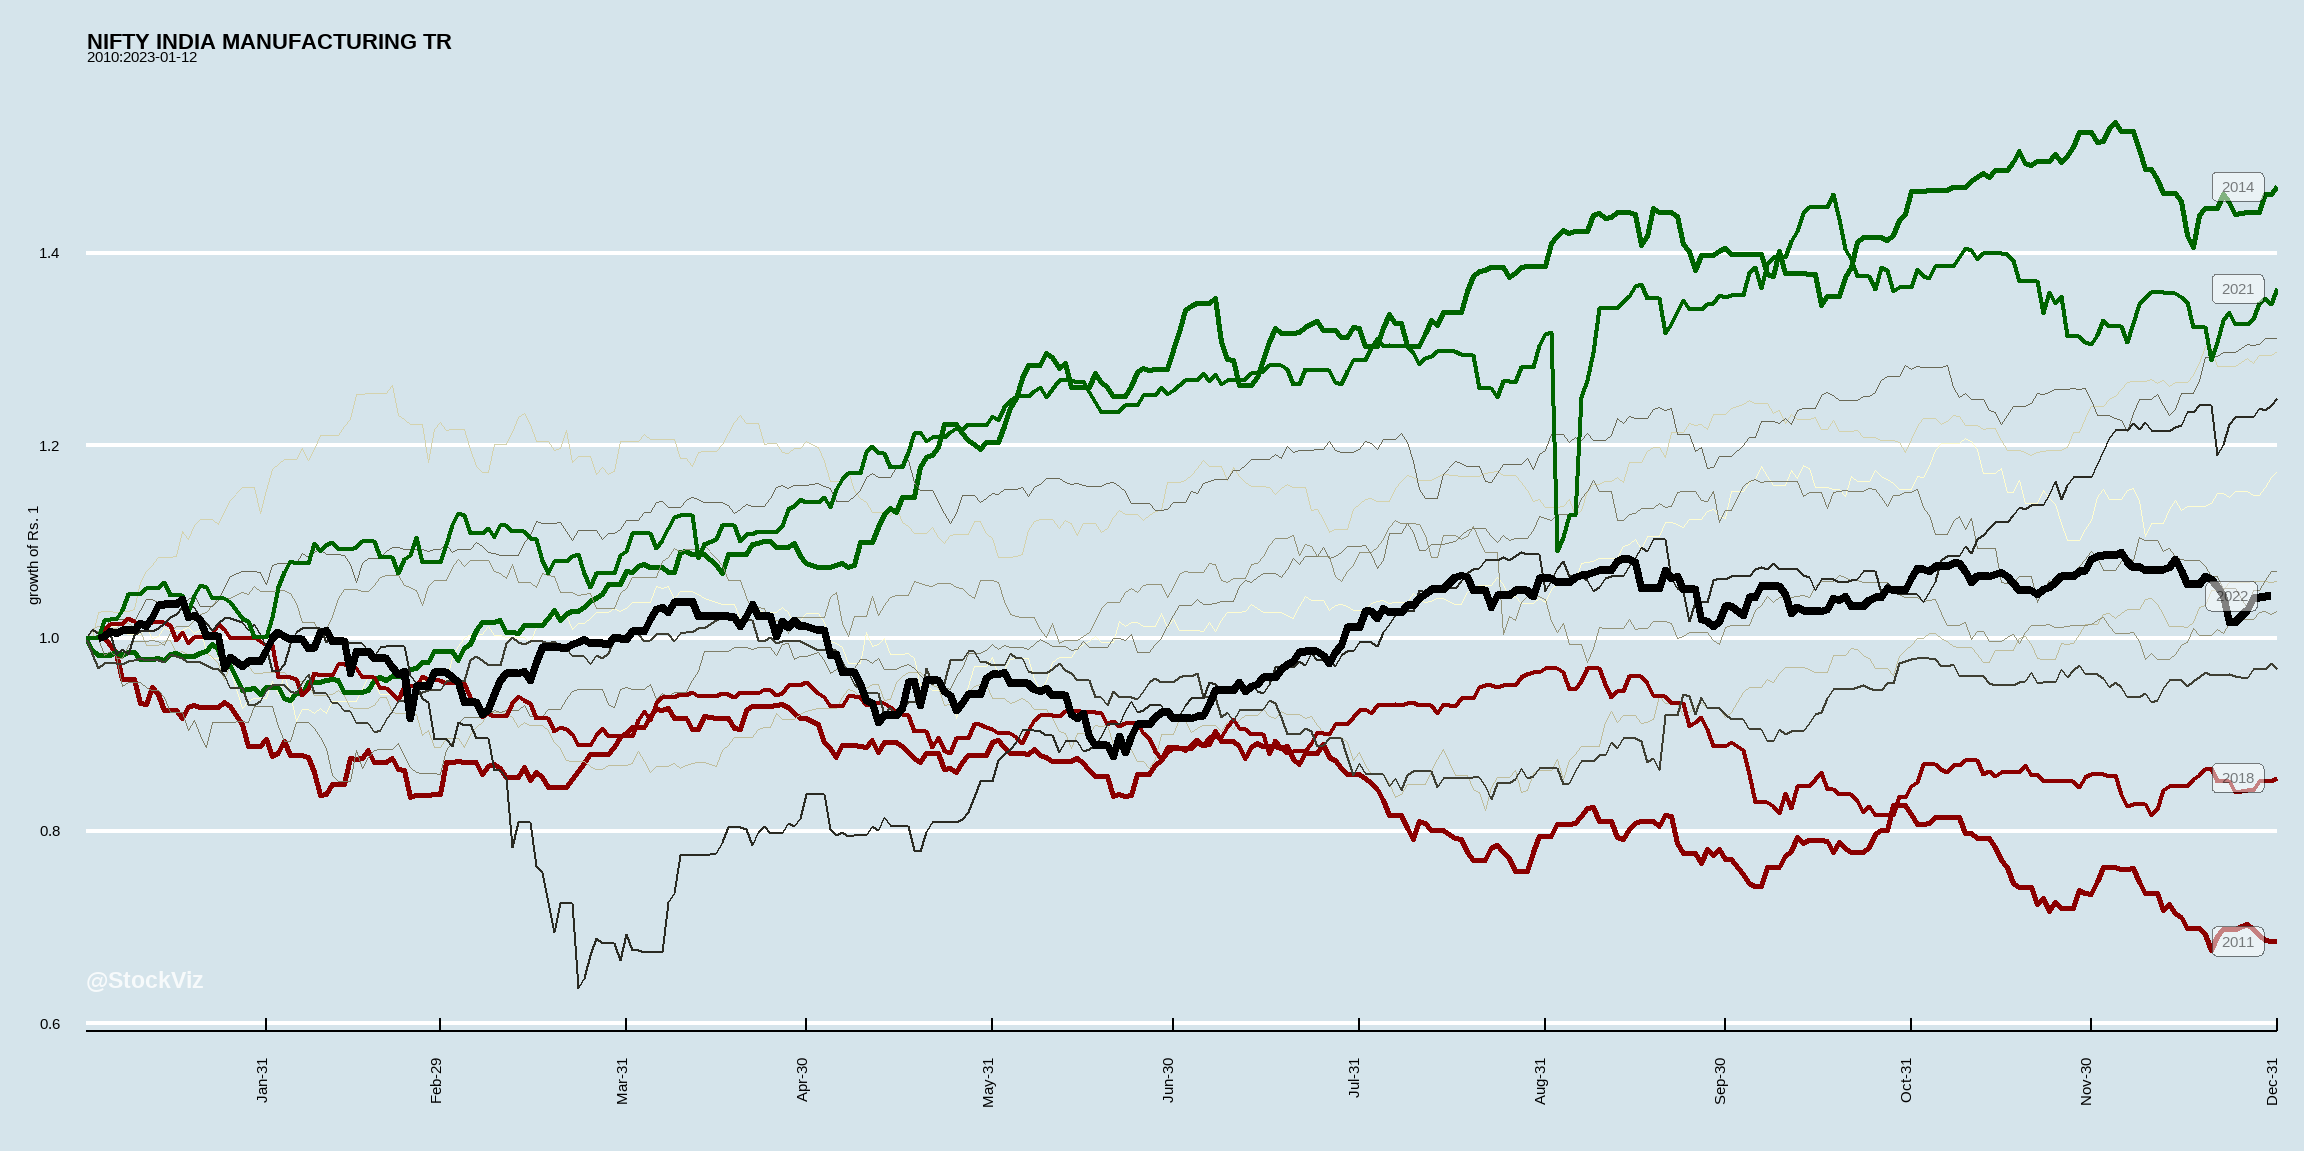 NIFTY INDIA MANUFACTURING TR
2010:2023-01-12
2014
1.4
2021
1.2
growth of Rs. 1
2022
1.0
2018
0.8
2011
@StockViz
0.6
Jan-31
Feb-29
Mar-31
Apr-30
May-31
Jun-30
Jul-31
Aug-31
Sep-30
Oct-31
Nov-30
Dec-31